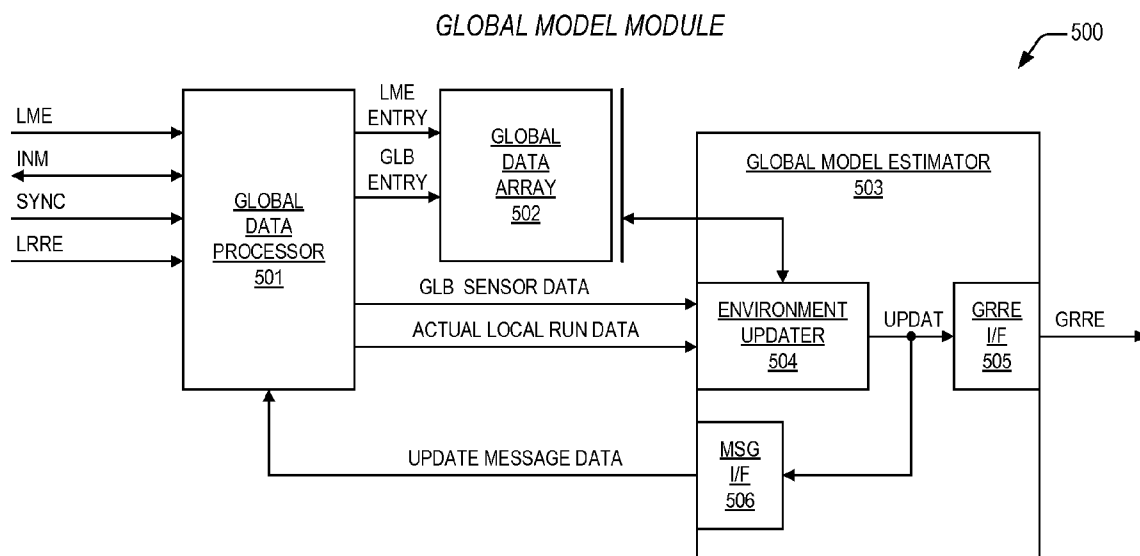 GLOBAL MODEL MODULE
500
LME
INM
SYNC
LRRE
GLOBAL
DATA
PROCESSOR
501
LME
ENTRY
GLB
ENTRY
GLOBAL
DATA
ARRAY
502
GLOBAL MODEL ESTIMATOR
503
GLB SENSOR DATA
ACTUAL LOCAL RUN DATA
ENVIRONMENT
UPDATER
504
UPDAT
GRRE
I/F
505
GRRE
UPDATE MESSAGE DATA
MSG
I/F
506